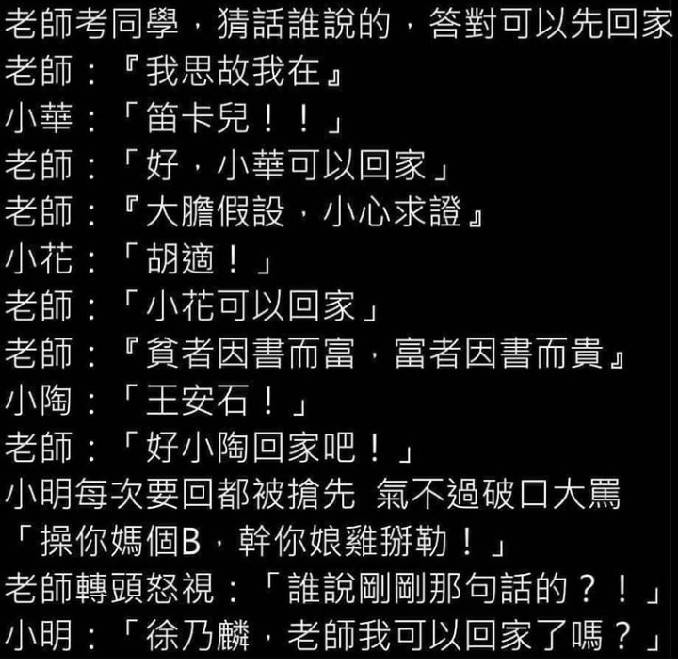 老師考同學，猜話誰說的，答對可以先回家
老師：『我思故我在』
小華：「笛卡兒！！」
老師：「好，小華可以回家」
老師：『大膽假設，小心求證』
小花：「胡適！」
老師：「小花可以回家」
老師：『貧者因書而富，富者因書而貴』
小陶：「王安石！」
老師：「好小陶回家吧！」
小明每次要回都被搶先 氣不過破口大罵
「操你媽個B，幹你娘雞掰勒！」
老師轉頭怒視：「誰說剛剛那句話的？！」
小明：「徐乃麟，老師我可以回家了嗎？」